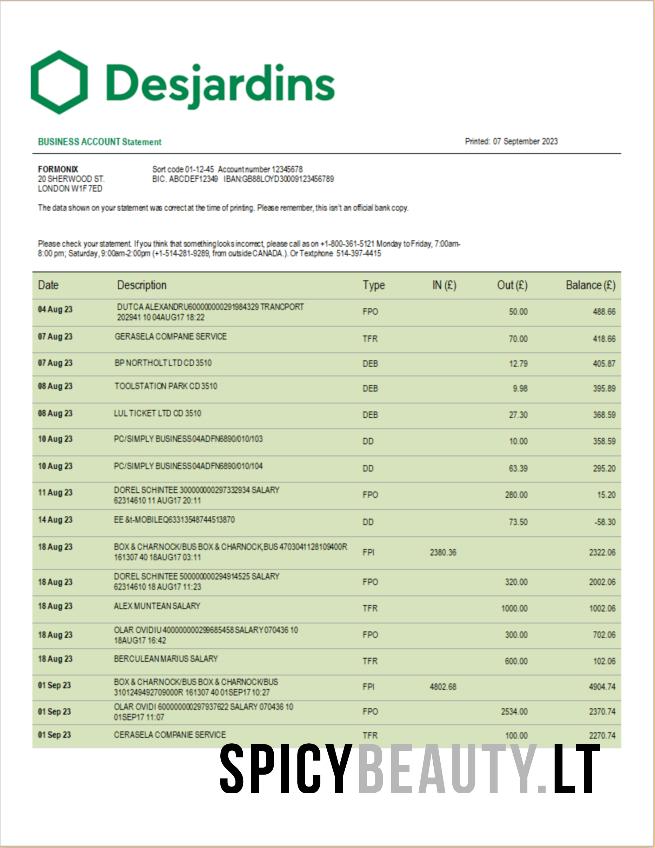 Desjardins
BUSINESS ACCOUNT Statement Printed: 07 September 2023
FORMONIX Sort code 01-12-45 Account number 12345678
20 SHERWOOD ST. BIC. ABCDEF12349 IBAN:GB88LOYD30009123456789
LONDON W1F 7ED
The data shown on your statement was correct at the time of printing. Please remember, this isn't an official bank copy.
Please check your statement. If you think that something looks incorrect, please call as on +1-800-361-5121 Monday to Friday, 7:00am-
8:00 pm; Saturday, 9:00am-2:00pm (+1-514-281-9289, from outside CANADA.). Or Textphone 514-397-4415
Date Description Type IN (£) Out (£) Balance (£)
04 Aug 23 DUTCA ALEXANDRU600000000291984329 TRANCPORT
202941 10 04AUG17 18:22 FPO 50.00 488.66
07 Aug 23 GERASELA COMPANIE SERVICE TFR 70.00 418.66
07 Aug 23 BP NORTHOLT LTD CD 3510 DEB 12.79 405.87
08 Aug 23 TOOLSTATION PARK CD 3510 DEB 9.98 395.89
08 Aug 23 LUL TICKET LTD CD 3510 DEB 27.30 368.59
10 Aug 23 PC/SIMPLY BUSINESS04ADFN6890/010/103 DD 10.00 358.59
10 Aug 23 PC/SIMPLY BUSINESS04ADFN6890/010/104 DD 63.39 295.20
11 Aug 23 DOREL SCHINTEE 300000000297332934 SALARY
62314610 11 AUG17 20:11 FPO 280.00 15.20
14 Aug 23 EE &t-MOBILEQ63313548744513870 DD 73.50 -58.30
18 Aug 23 BOX & CHARNOCK/BUS BOX & CHARNOCK,BUS 4703041128109400R
161307 40 18AUG17 03:11 FPI 2380.36 2322.06
18 Aug 23 DOREL SCHINTEE 500000000294914525 SALARY
62314618 10 AUG17 11:23 FPO 320.00 2002.06
18 Aug 23 ALEX MUNTEAN SALARY TFR 1000.00 1002.06
18 Aug 23 OLAR OVIDIU 400000000299685458 SALARY 070436 10
18AUG17 16:42 FPO 300.00 702.06
18 Aug 23 BERCULEAN MARIUS SALARY TFR 600.00 102.06
01 Sep 23 BOX & CHARNOCK/BUS BOX & CHARNOCK/BUS
3101249492709000R 161307 40 01SEP17 10:27 FPI 4802.68 4904.74
01 Sep 23 OLAR OVIDI 600000000297937622 SALARY 070436 10
01SEP17 11:07 FPO 2534.00 2370.74
01 Sep 23 CERASELA COMPANIE SERVICE TFR 100.00 2270.74
SPICYBEAUTY.LT